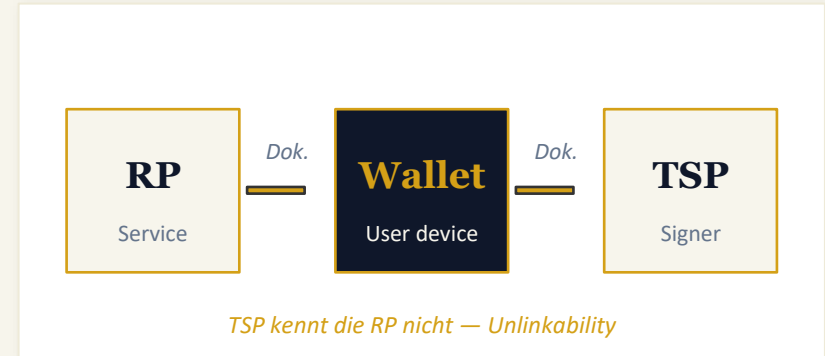 Dok.
Dok.
RP
Wallet
TSP
Service
User device
Signer
TSP kennt die RP nicht — Unlinkability